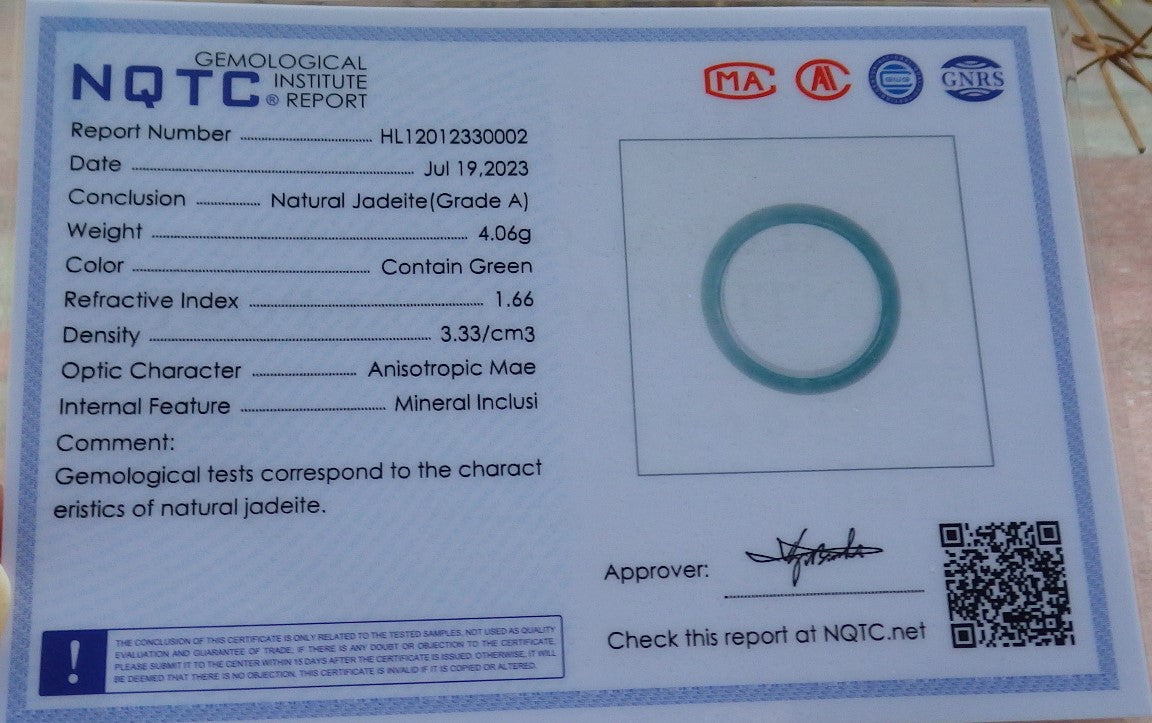 NQTC® GEMOLOGICAL
INSTITUTE
REPORT
MA
GNRS
Report Number HL12012330002
Date Jul 19,2023
Conclusion Natural Jadeite(Grade A)
Weight 4.06g
Color Contain Green
Refractive Index 1.66
Density 3.33/cm3
Optic Character Anisotropic Mae
Internal Feature Mineral Inclusi
Comment:
Gemological tests correspond to the charact
eristics of natural jadeite.
Approver:
Check this report at NQTC.net
! THE CONCLUSION OF THIS CERTIFICATE IS ONLY RELATED TO THE TESTED SAMPLES, NOT USED AS QUALITY
EVALUATION AND GUARANTEE OF TRADE. IF THERE IS ANY DOUBT OR OBJECTION TO THE CERTIFICATE,
PLEASE SUBMIT IT TO THE CENTER WITHIN 15 DAYS AFTER THE CERTIFICATE IS ISSUED. OTHERWISE, IT WILL
BE DEEMED THAT THERE IS NO OBJECTION, THIS CERTIFICATE IS INVALID IF IT IS COPIED OR ALTERED.